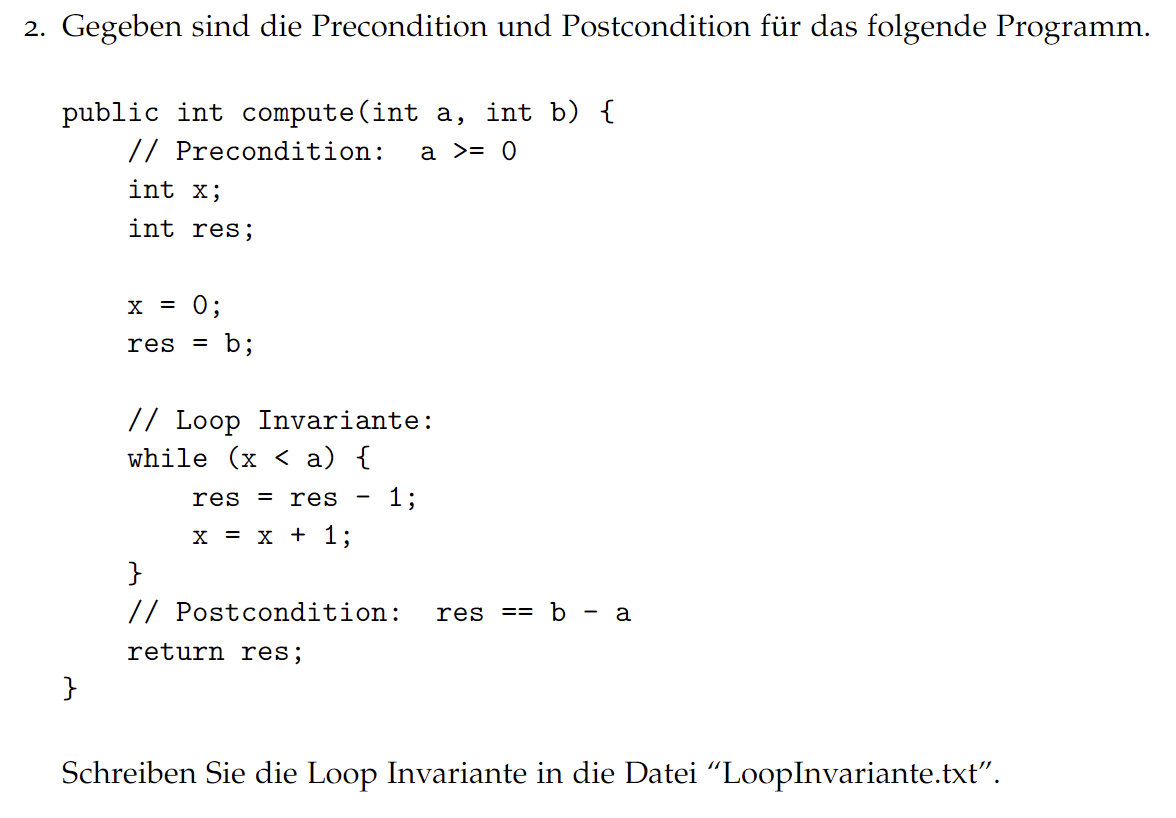 2. Gegeben sind die Precondition und Postcondition für das folgende Programm.
public int compute(int a, int b) {
    // Precondition:  a >= 0
    int x;
    int res;
    x = 0;
    res = b;
    // Loop Invariante:
    while (x < a) {
        res = res - 1;
        x = x + 1;
    }
    // Postcondition:  res == b - a
    return res;
}
Schreiben Sie die Loop Invariante in die Datei “LoopInvariante.txt”.